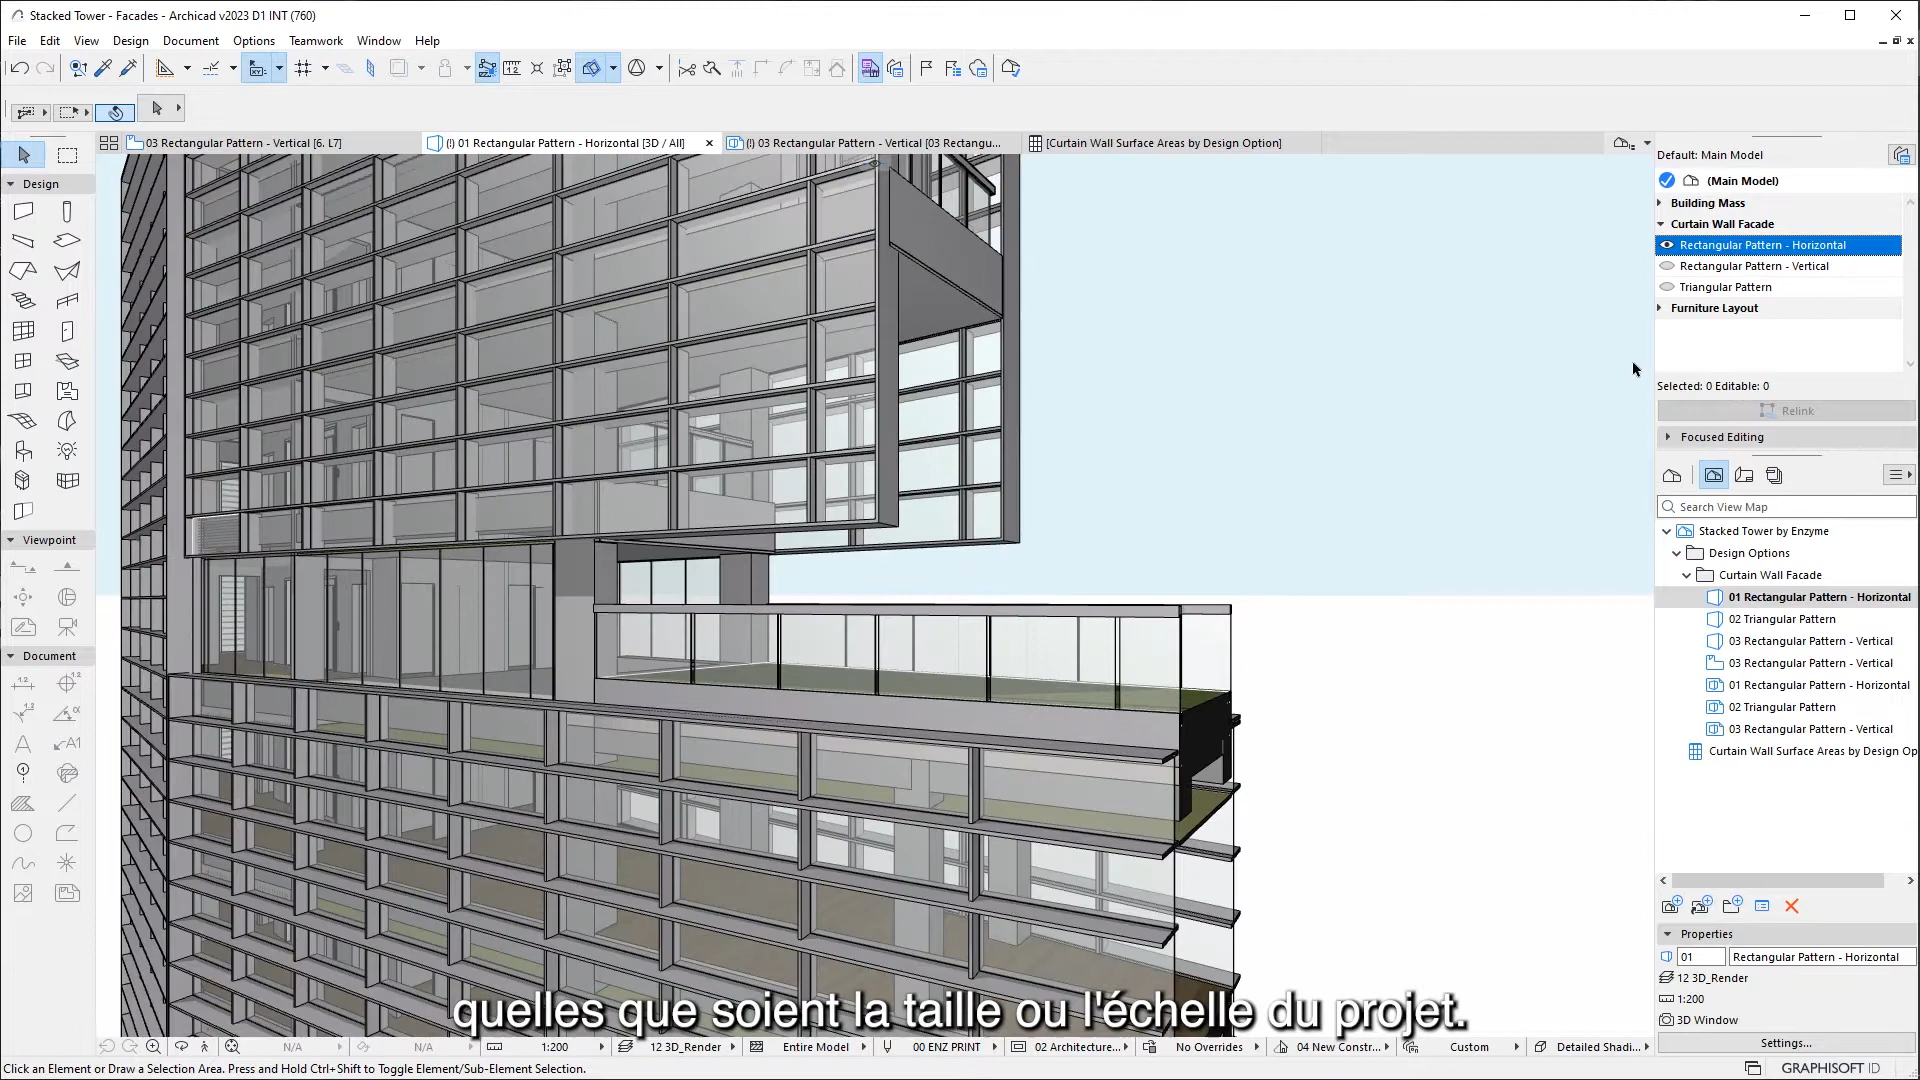 Stacked Tower - Facades - Archicad v2023 D1 INT (760)
File Edit View Design Document Options Teamwork Window Help
03 Rectangular Pattern - Vertical [6. L7]
(!) 01 Rectangular Pattern - Horizontal [3D / All]
(!) 03 Rectangular Pattern - Vertical [03 Rectangu...
[Curtain Wall Surface Areas by Design Option]
Design
Viewpoint
Document
Default: Main Model
(Main Model)
Building Mass
Curtain Wall Facade
Rectangular Pattern - Horizontal
Rectangular Pattern - Vertical
Triangular Pattern
Furniture Layout
Selected: 0 Editable: 0
Relink
Focused Editing
Search View Map
Stacked Tower by Enzyme
Design Options
Curtain Wall Facade
01 Rectangular Pattern - Horizontal
02 Triangular Pattern
03 Rectangular Pattern - Vertical
03 Rectangular Pattern - Vertical
01 Rectangular Pattern - Horizontal
02 Triangular Pattern
03 Rectangular Pattern - Vertical
Curtain Wall Surface Areas by Design Op
Properties
01 Rectangular Pattern - Horizontal
12 3D_Render
1:200
3D Window
Settings...
quelles que soient la taille ou l'échelle du projet.
N/A N/A 1:200 12 3D_Render Entire Model 00 ENZ PRINT 02 Architecture... No Overrides 04 New Constr... Custom Detailed Shadi...
Click an Element or Draw a Selection Area. Press and Hold Ctrl+Shift to Toggle Element/Sub-Element Selection.
GRAPHISOFT ID